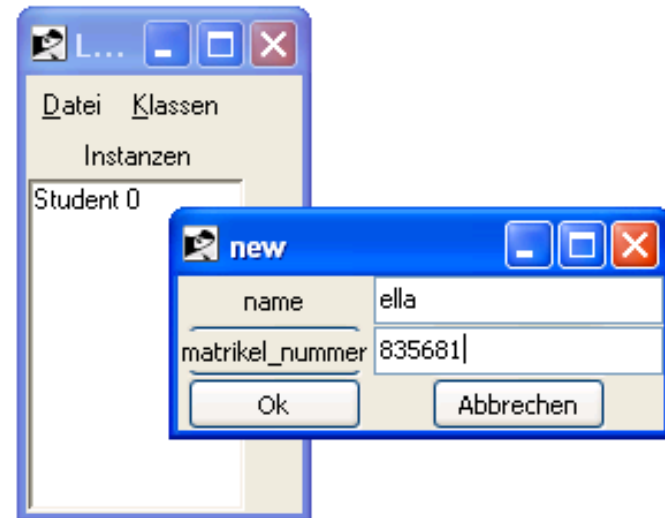 L...
Datei Klassen
Instanzen
Student 0
new
name ella
matrikel_nummer 835681
Ok Abbrechen